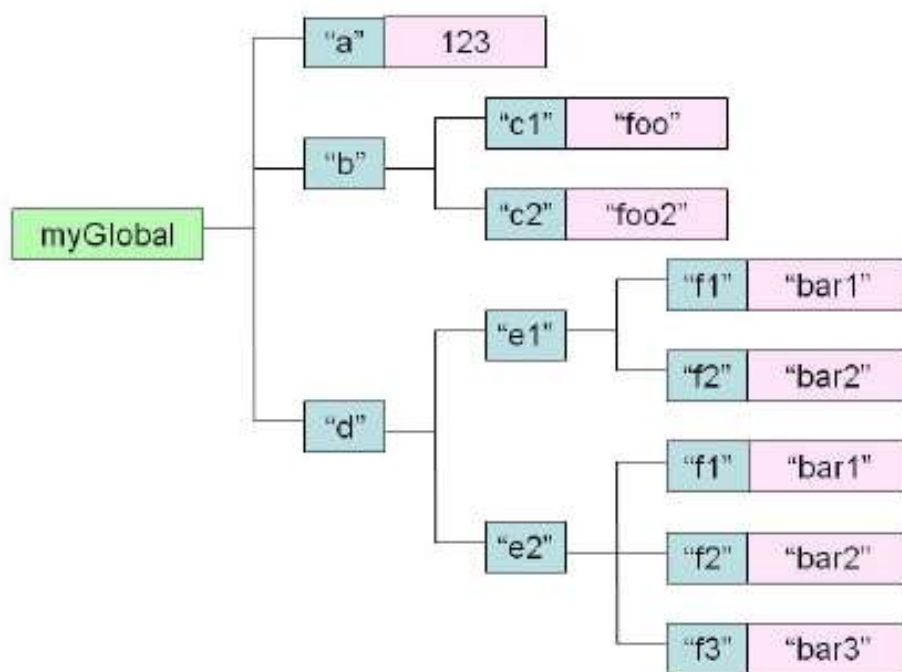 “a” 123
“b” “c1” “foo”
“c2” “foo2”
myGlobal
“d” “e1” “f1” “bar1”
“f2” “bar2”
“e2” “f1” “bar1”
“f2” “bar2”
“f3” “bar3”